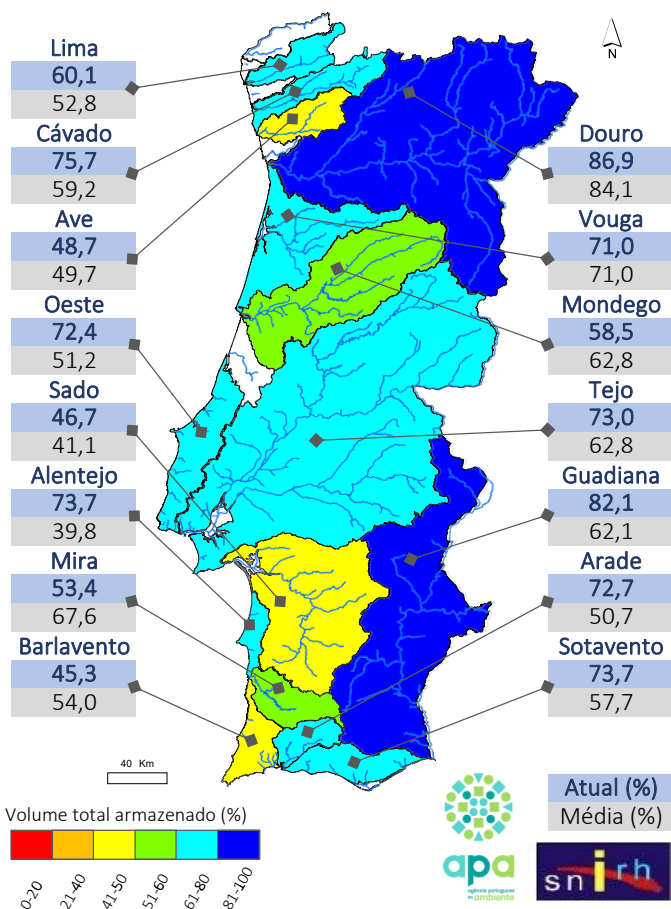 Lima
60,1
52,8
Cávado
75,7
59,2
Ave
48,7
49,7
Oeste
72,4
51,2
Sado
46,7
41,1
Alentejo
73,7
39,8
Mira
53,4
67,6
Barlavento
45,3
54,0
N
Douro
86,9
84,1
Vouga
71,0
71,0
Mondego
58,5
62,8
Tejo
73,0
62,8
Guadiana
82,1
62,1
Arade
72,7
50,7
Sotavento
73,7
57,7
40 Km
Volume total armazenado (%)
0-20
21-40
41-50
51-60
61-80
81-100
apa
agência portuguesa
do ambiente
Atual (%)
Média (%)
snirh